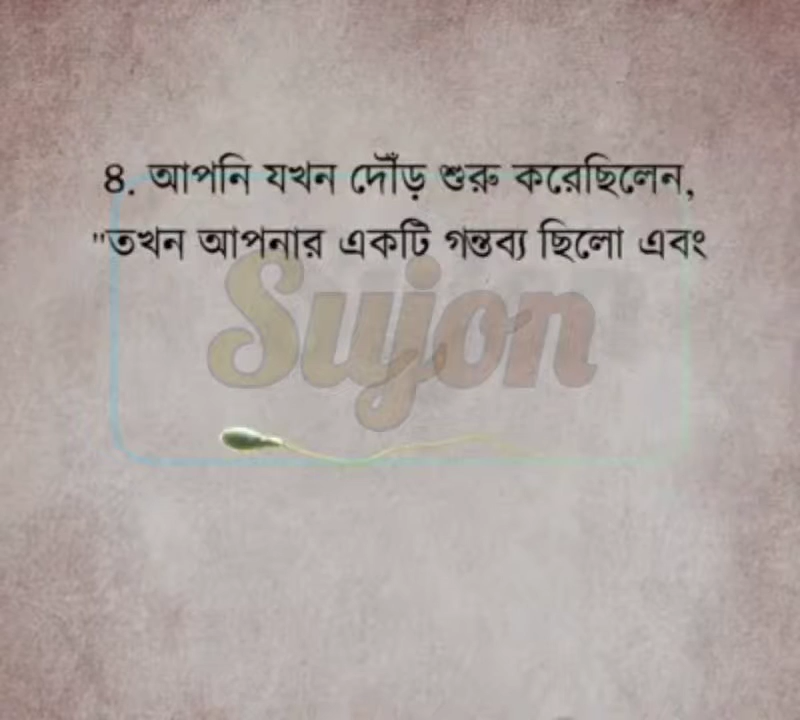 ৪. আপনি যখন দৌঁড় শুরু করেছিলেন,
"তখন আপনার একটি গন্তব্য ছিলো এবং
Sujon